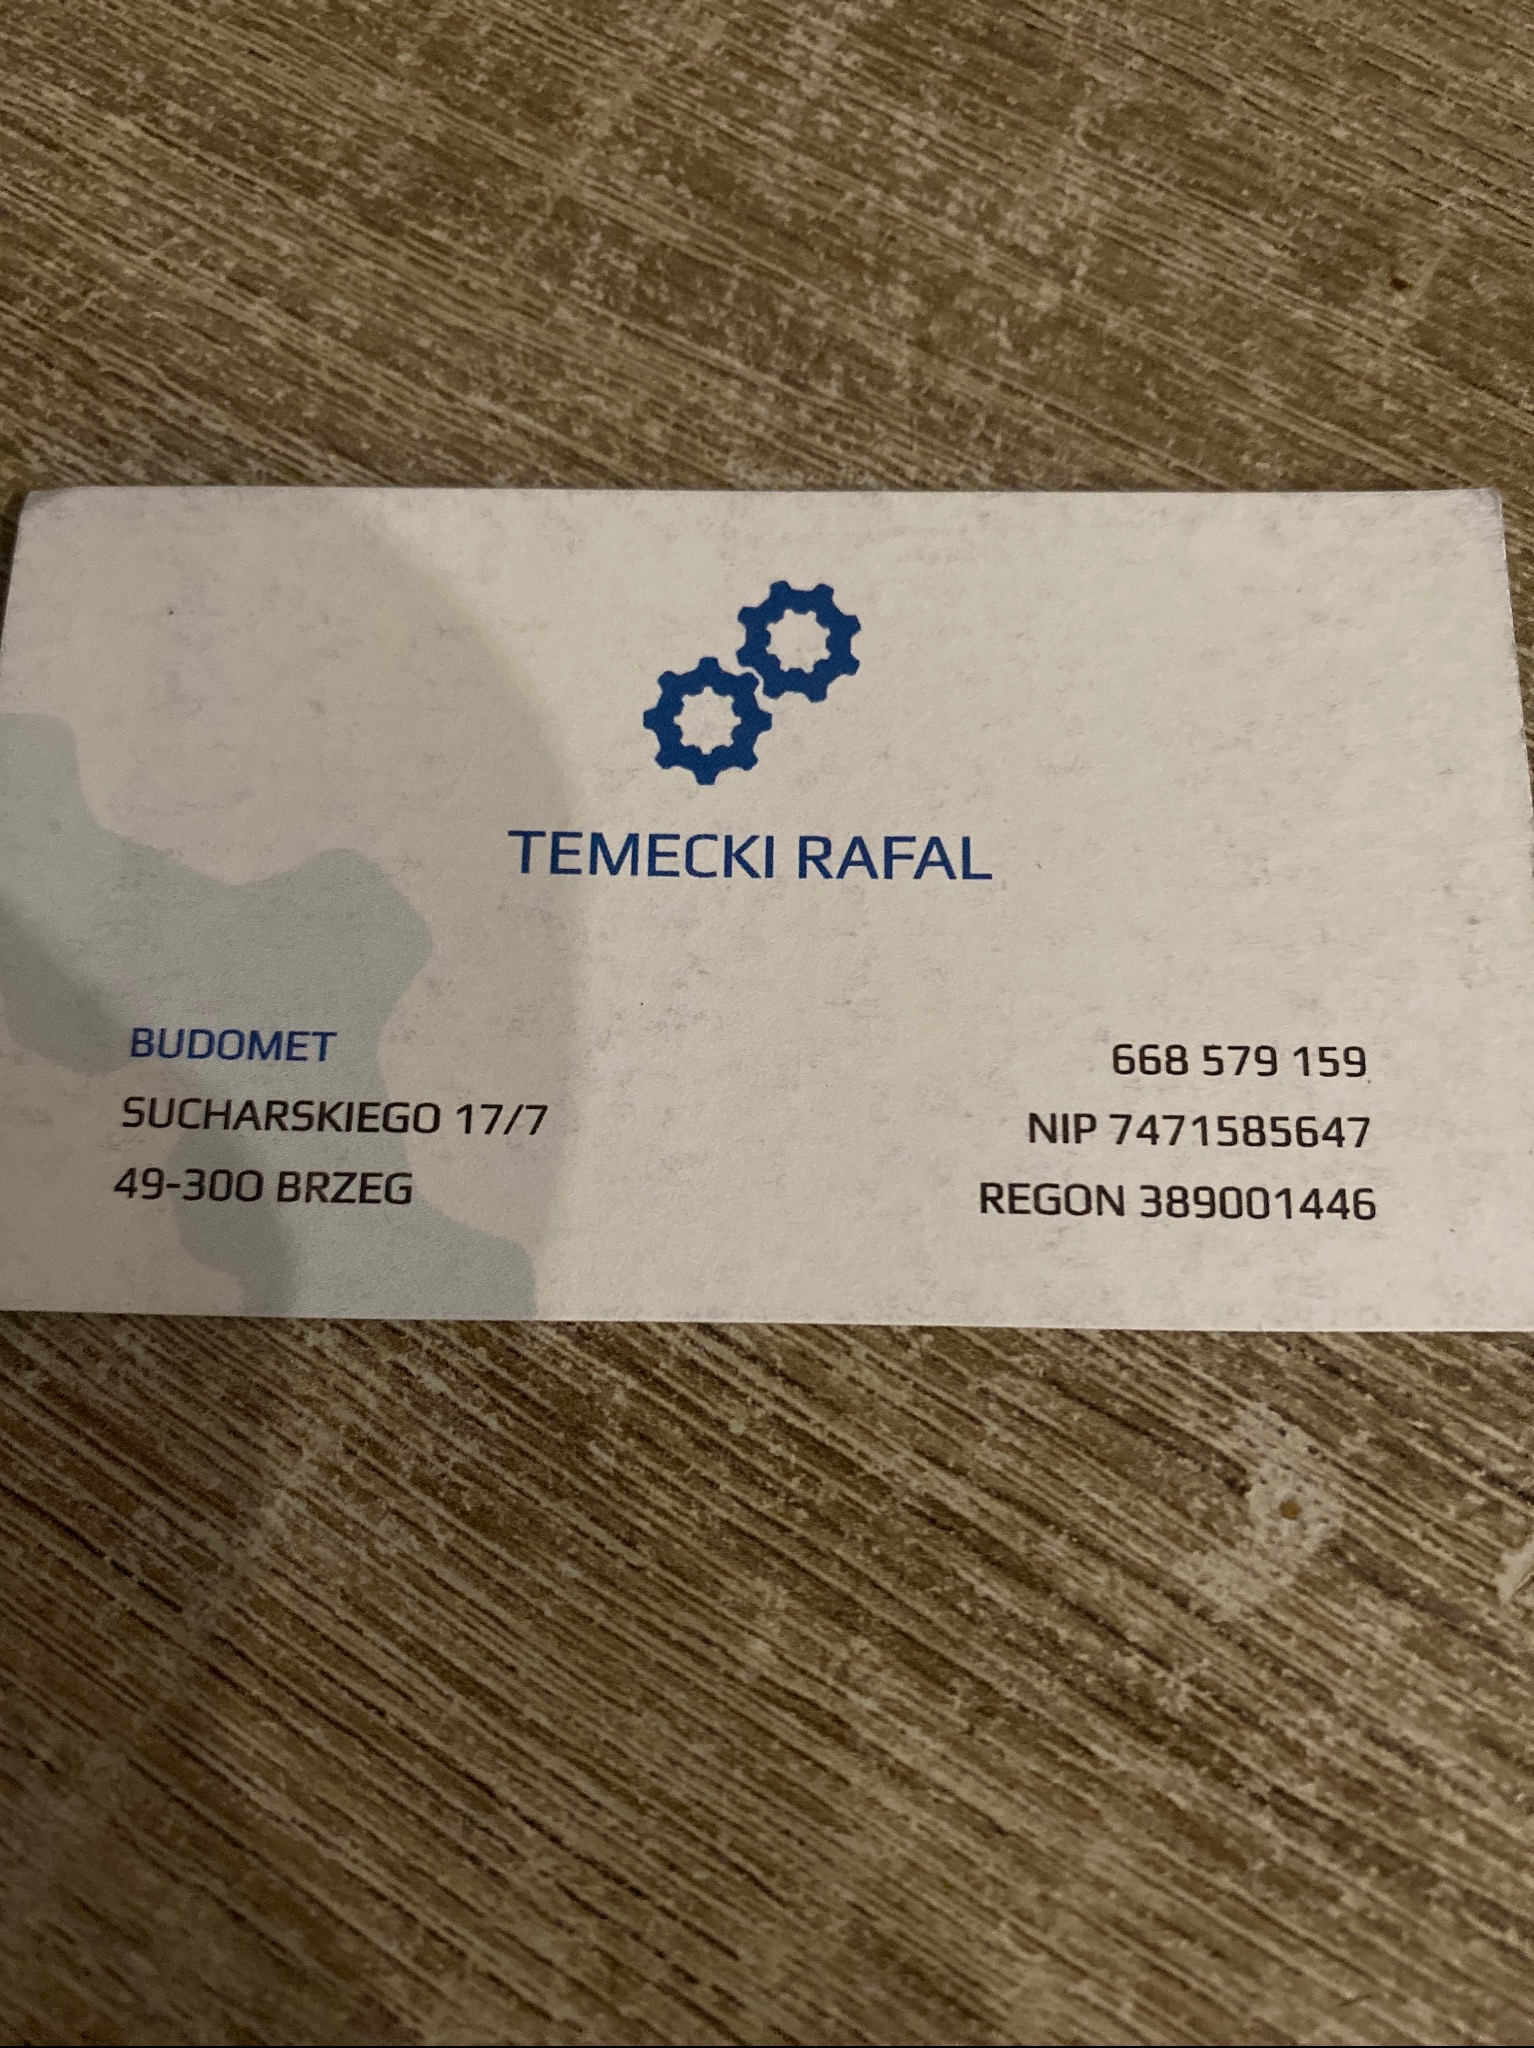 TEMECKI RAFAL
BUDOMET
SUCHARSKIEGO 17/7
49-300 BRZEG
668 579 159
NIP 7471585647
REGON 389001446